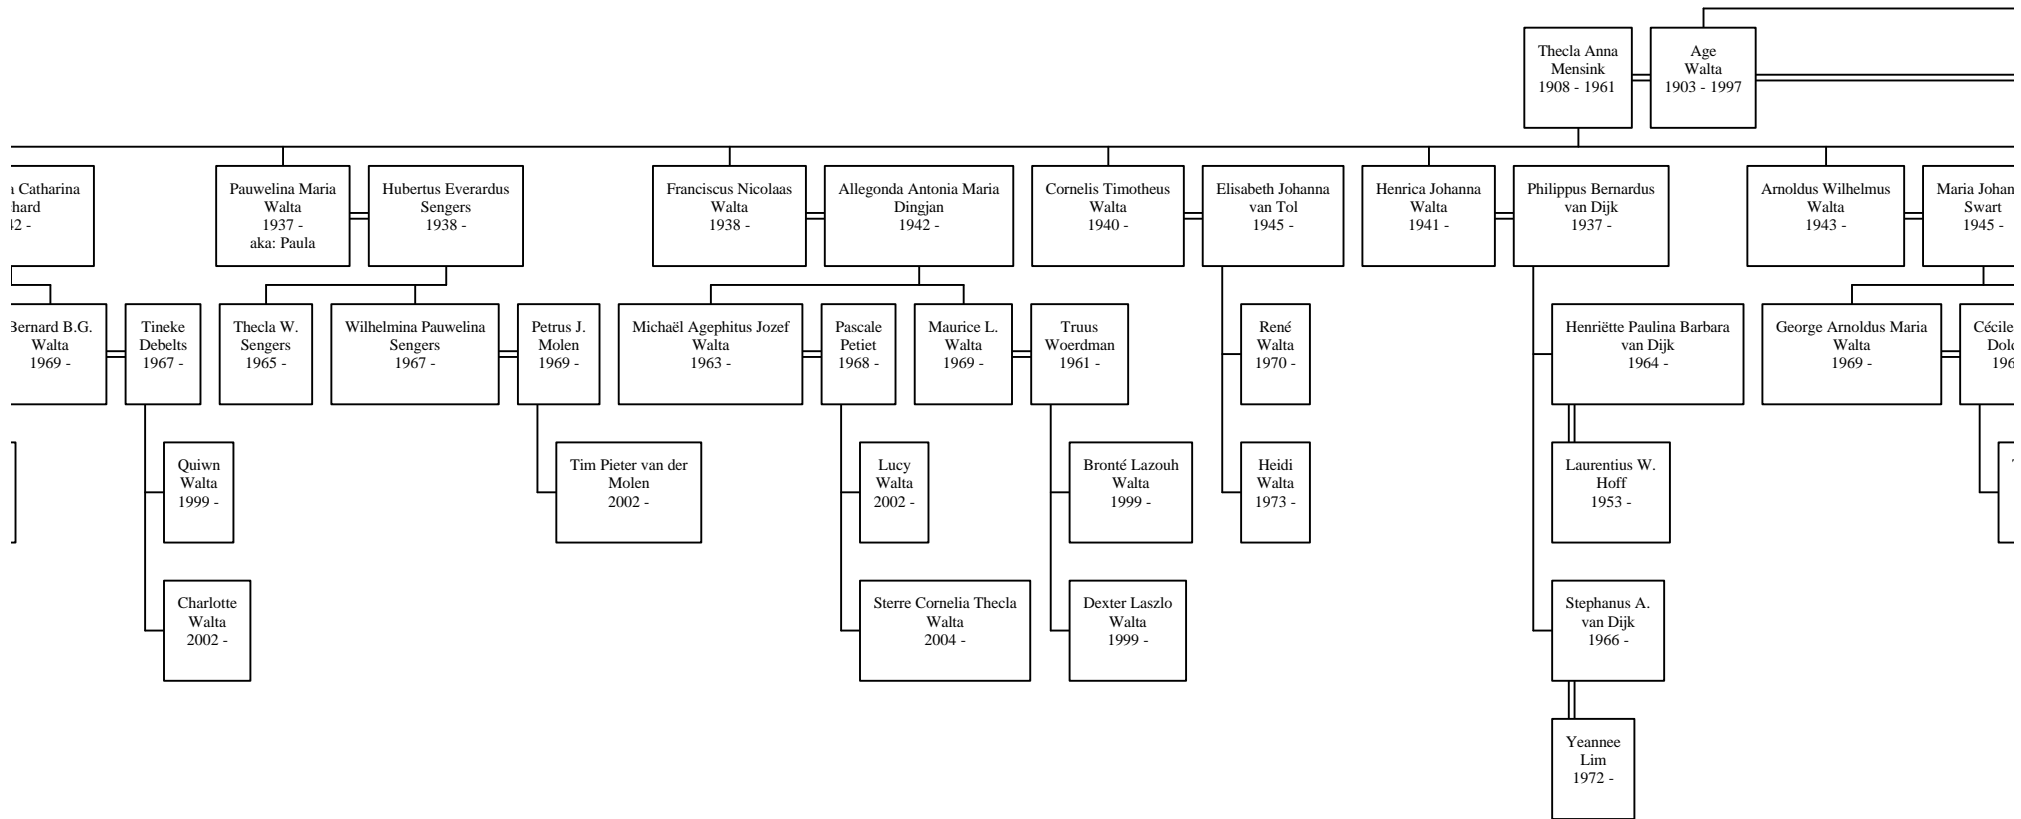 Thecla Anna
Mensink
1908 - 1961
Age
Walta
1903 - 1997
Catharina
42 -
Pauwelina Maria
Walta
1937 -
aka: Paula
Hubertus Everardus
Sengers
1938 -
Franciscus Nicolaas
Walta
1938 -
Allegonda Antonia Maria
Dingjan
1942 -
Cornelis Timotheus
Walta
1940 -
Elisabeth Johanna
van Tol
1945 -
Henrica Johanna
Walta
1941 -
Philippus Bernardus
van Dijk
1937 -
Arnoldus Wilhelmus
Walta
1943 -
Maria Johan
Swart
1945 -
Bernard B.G.
Walta
1969 -
Tineke
Debelts
1967 -
Thecla W.
Sengers
1965 -
Wilhelmina Pauwelina
Sengers
1967 -
Petrus J.
Molen
1969 -
Michaël Agephitus Jozef
Walta
1963 -
Pascale
Petiet
1968 -
Maurice L.
Walta
1969 -
Truus
Woerdman
1961 -
René
Walta
1970 -
Henriëtte Paulina Barbara
van Dijk
1964 -
George Arnoldus Maria
Walta
1969 -
Cécile
196
Quiwn
Walta
1999 -
Tim Pieter van der
Molen
2002 -
Lucy
Walta
2002 -
Bronté Lazouh
Walta
1999 -
Heidi
Walta
1973 -
Laurentius W.
Hoff
1953 -
Charlotte
Walta
2002 -
Sterre Cornelia Thecla
Walta
2004 -
Dexter Laszlo
Walta
1999 -
Stephanus A.
van Dijk
1966 -
Yeannee
Lim
1972 -